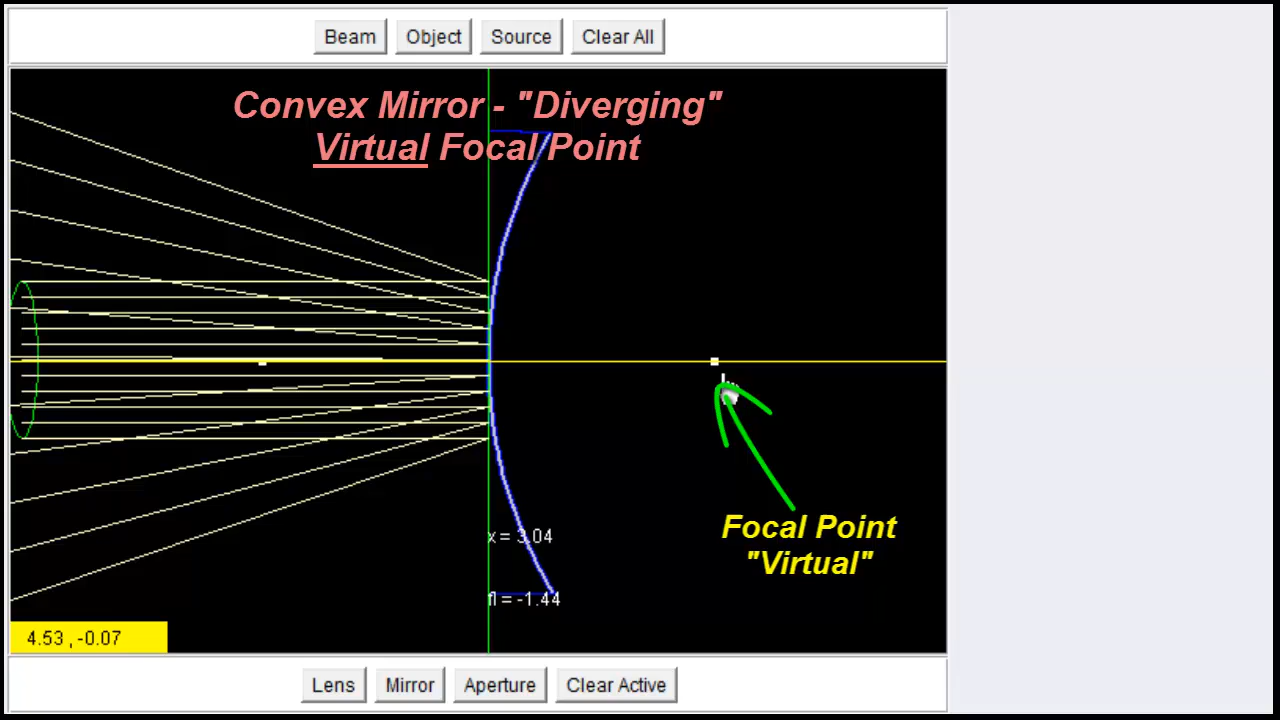 Beam Object Source Clear All
Convex Mirror - "Diverging"
Virtual Focal Point
x = 3.04
Focal Point
"Virtual"
fl = -1.44
4.53 , -0.07
Lens Mirror Aperture Clear Active